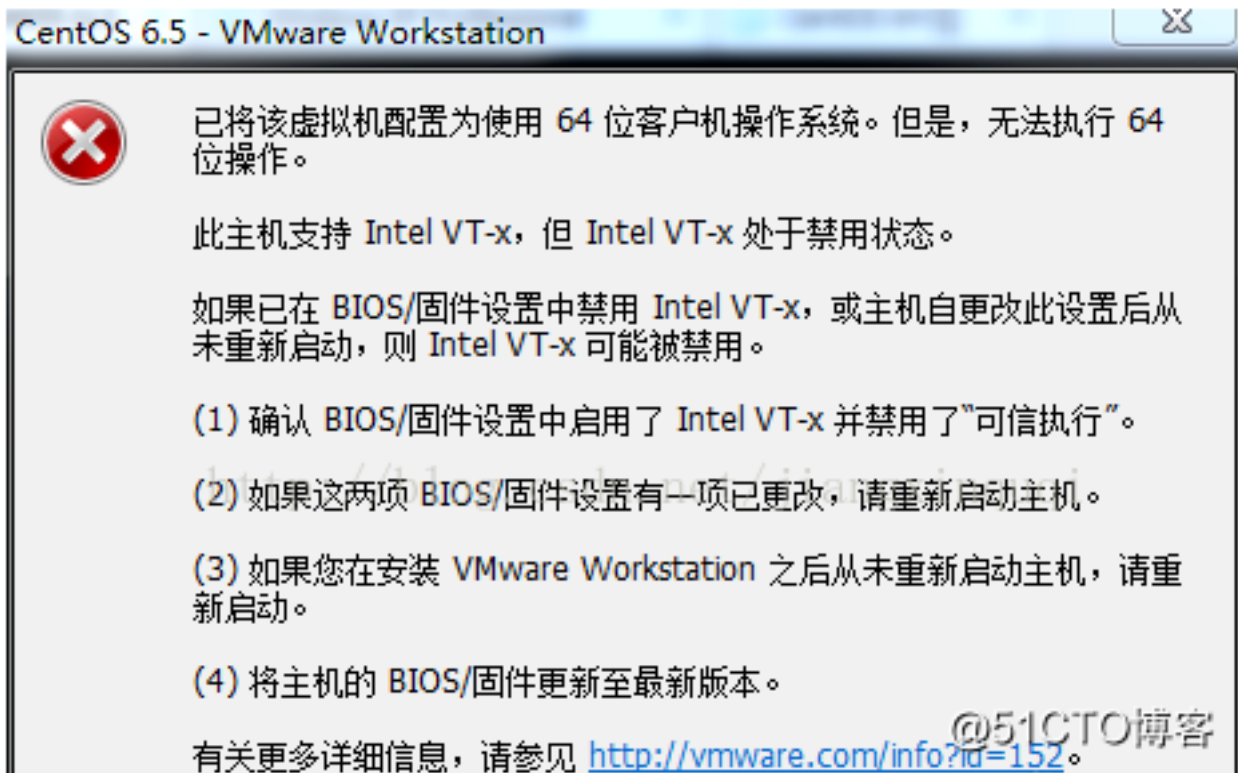 CentOS 6.5 - VMware Workstation
已将该虚拟机配置为使用 64 位客户机操作系统。但是，无法执行 64
位操作。
此主机支持 Intel VT-x，但 Intel VT-x 处于禁用状态。
如果已在 BIOS/固件设置中禁用 Intel VT-x，或主机自更改此设置后从
未重新启动，则 Intel VT-x 可能被禁用。
(1) 确认 BIOS/固件设置中启用了 Intel VT-x 并禁用了“可信执行”。
(2) 如果这两项 BIOS/固件设置有一项已更改，请重新启动主机。
(3) 如果您在安装 VMware Workstation 之后从未重新启动主机，请重
新启动。
(4) 将主机的 BIOS/固件更新至最新版本。
@51CTO博客
有关更多详细信息，请参见 http://vmware.com/info?id=152。